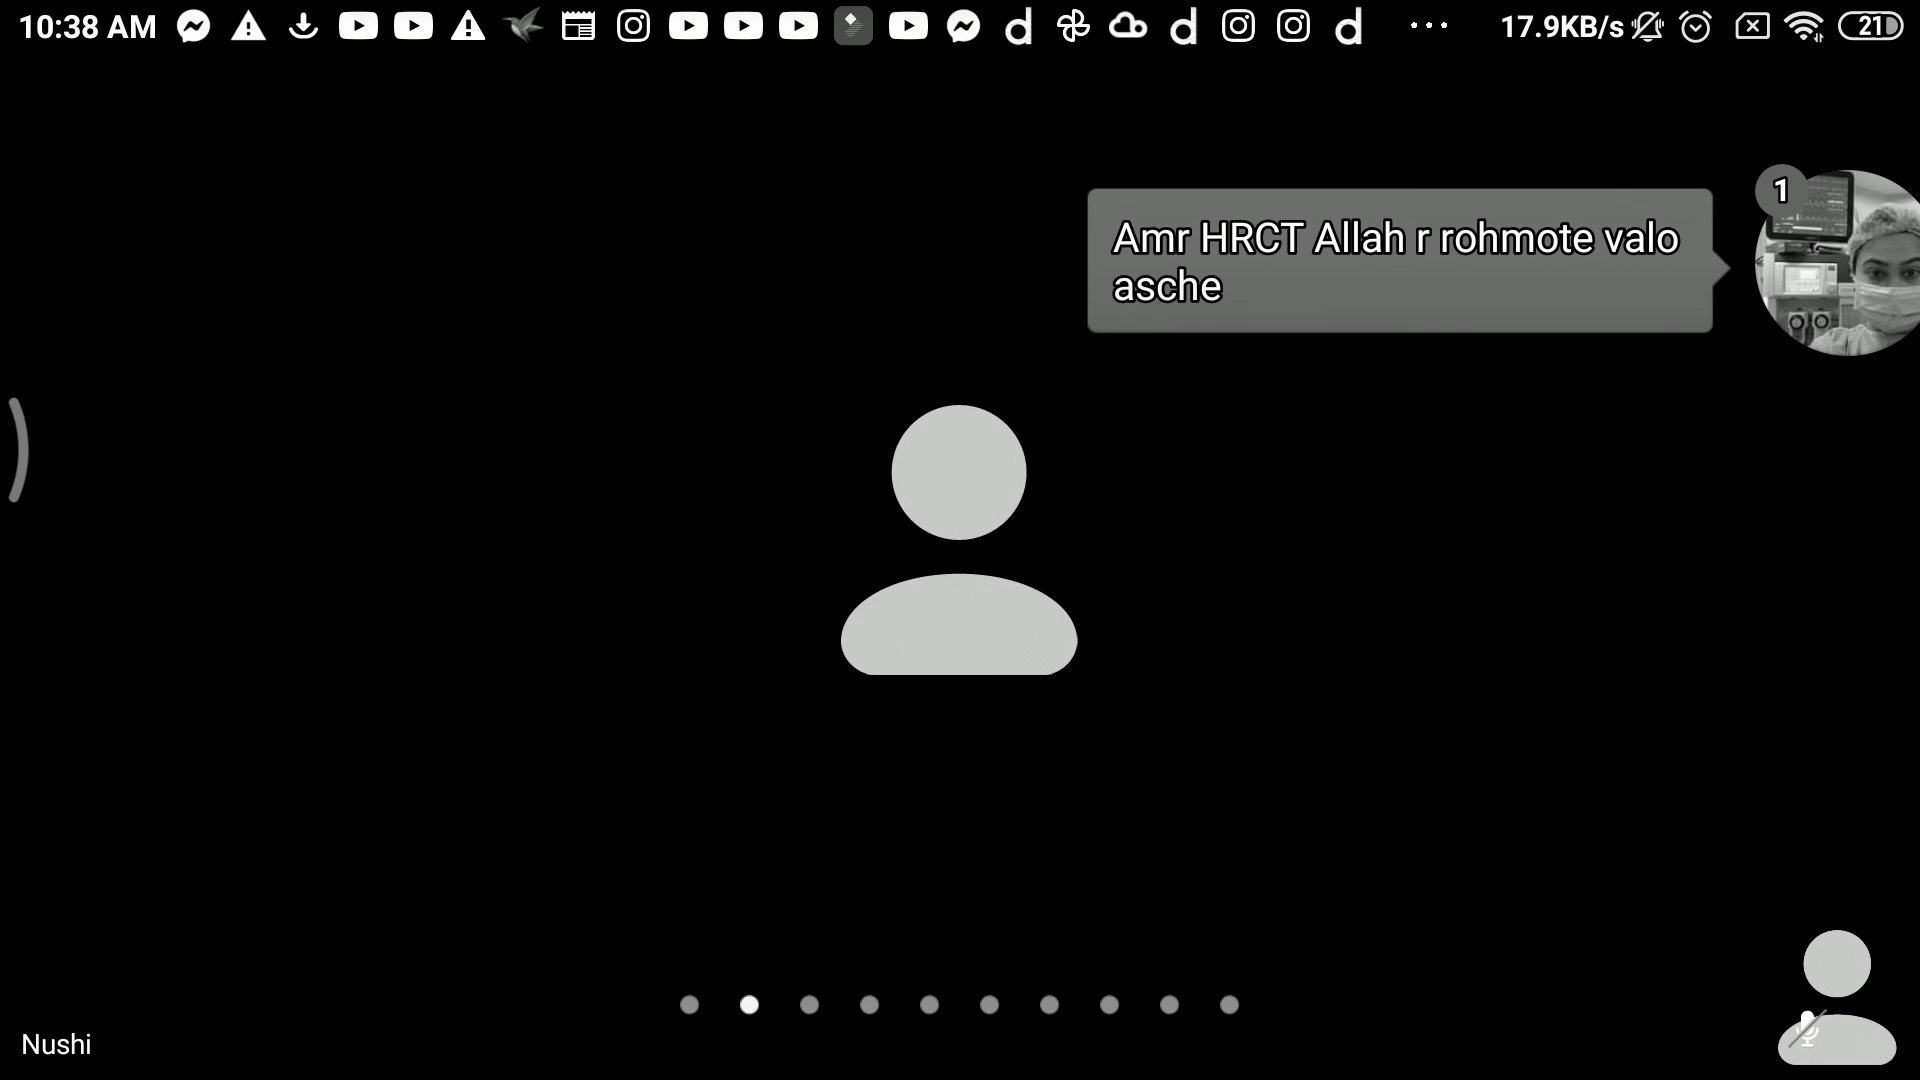 10:38 AM
17.9KB/s
21
1
Amr HRCT Allah r rohmote valo
asche
Nushi